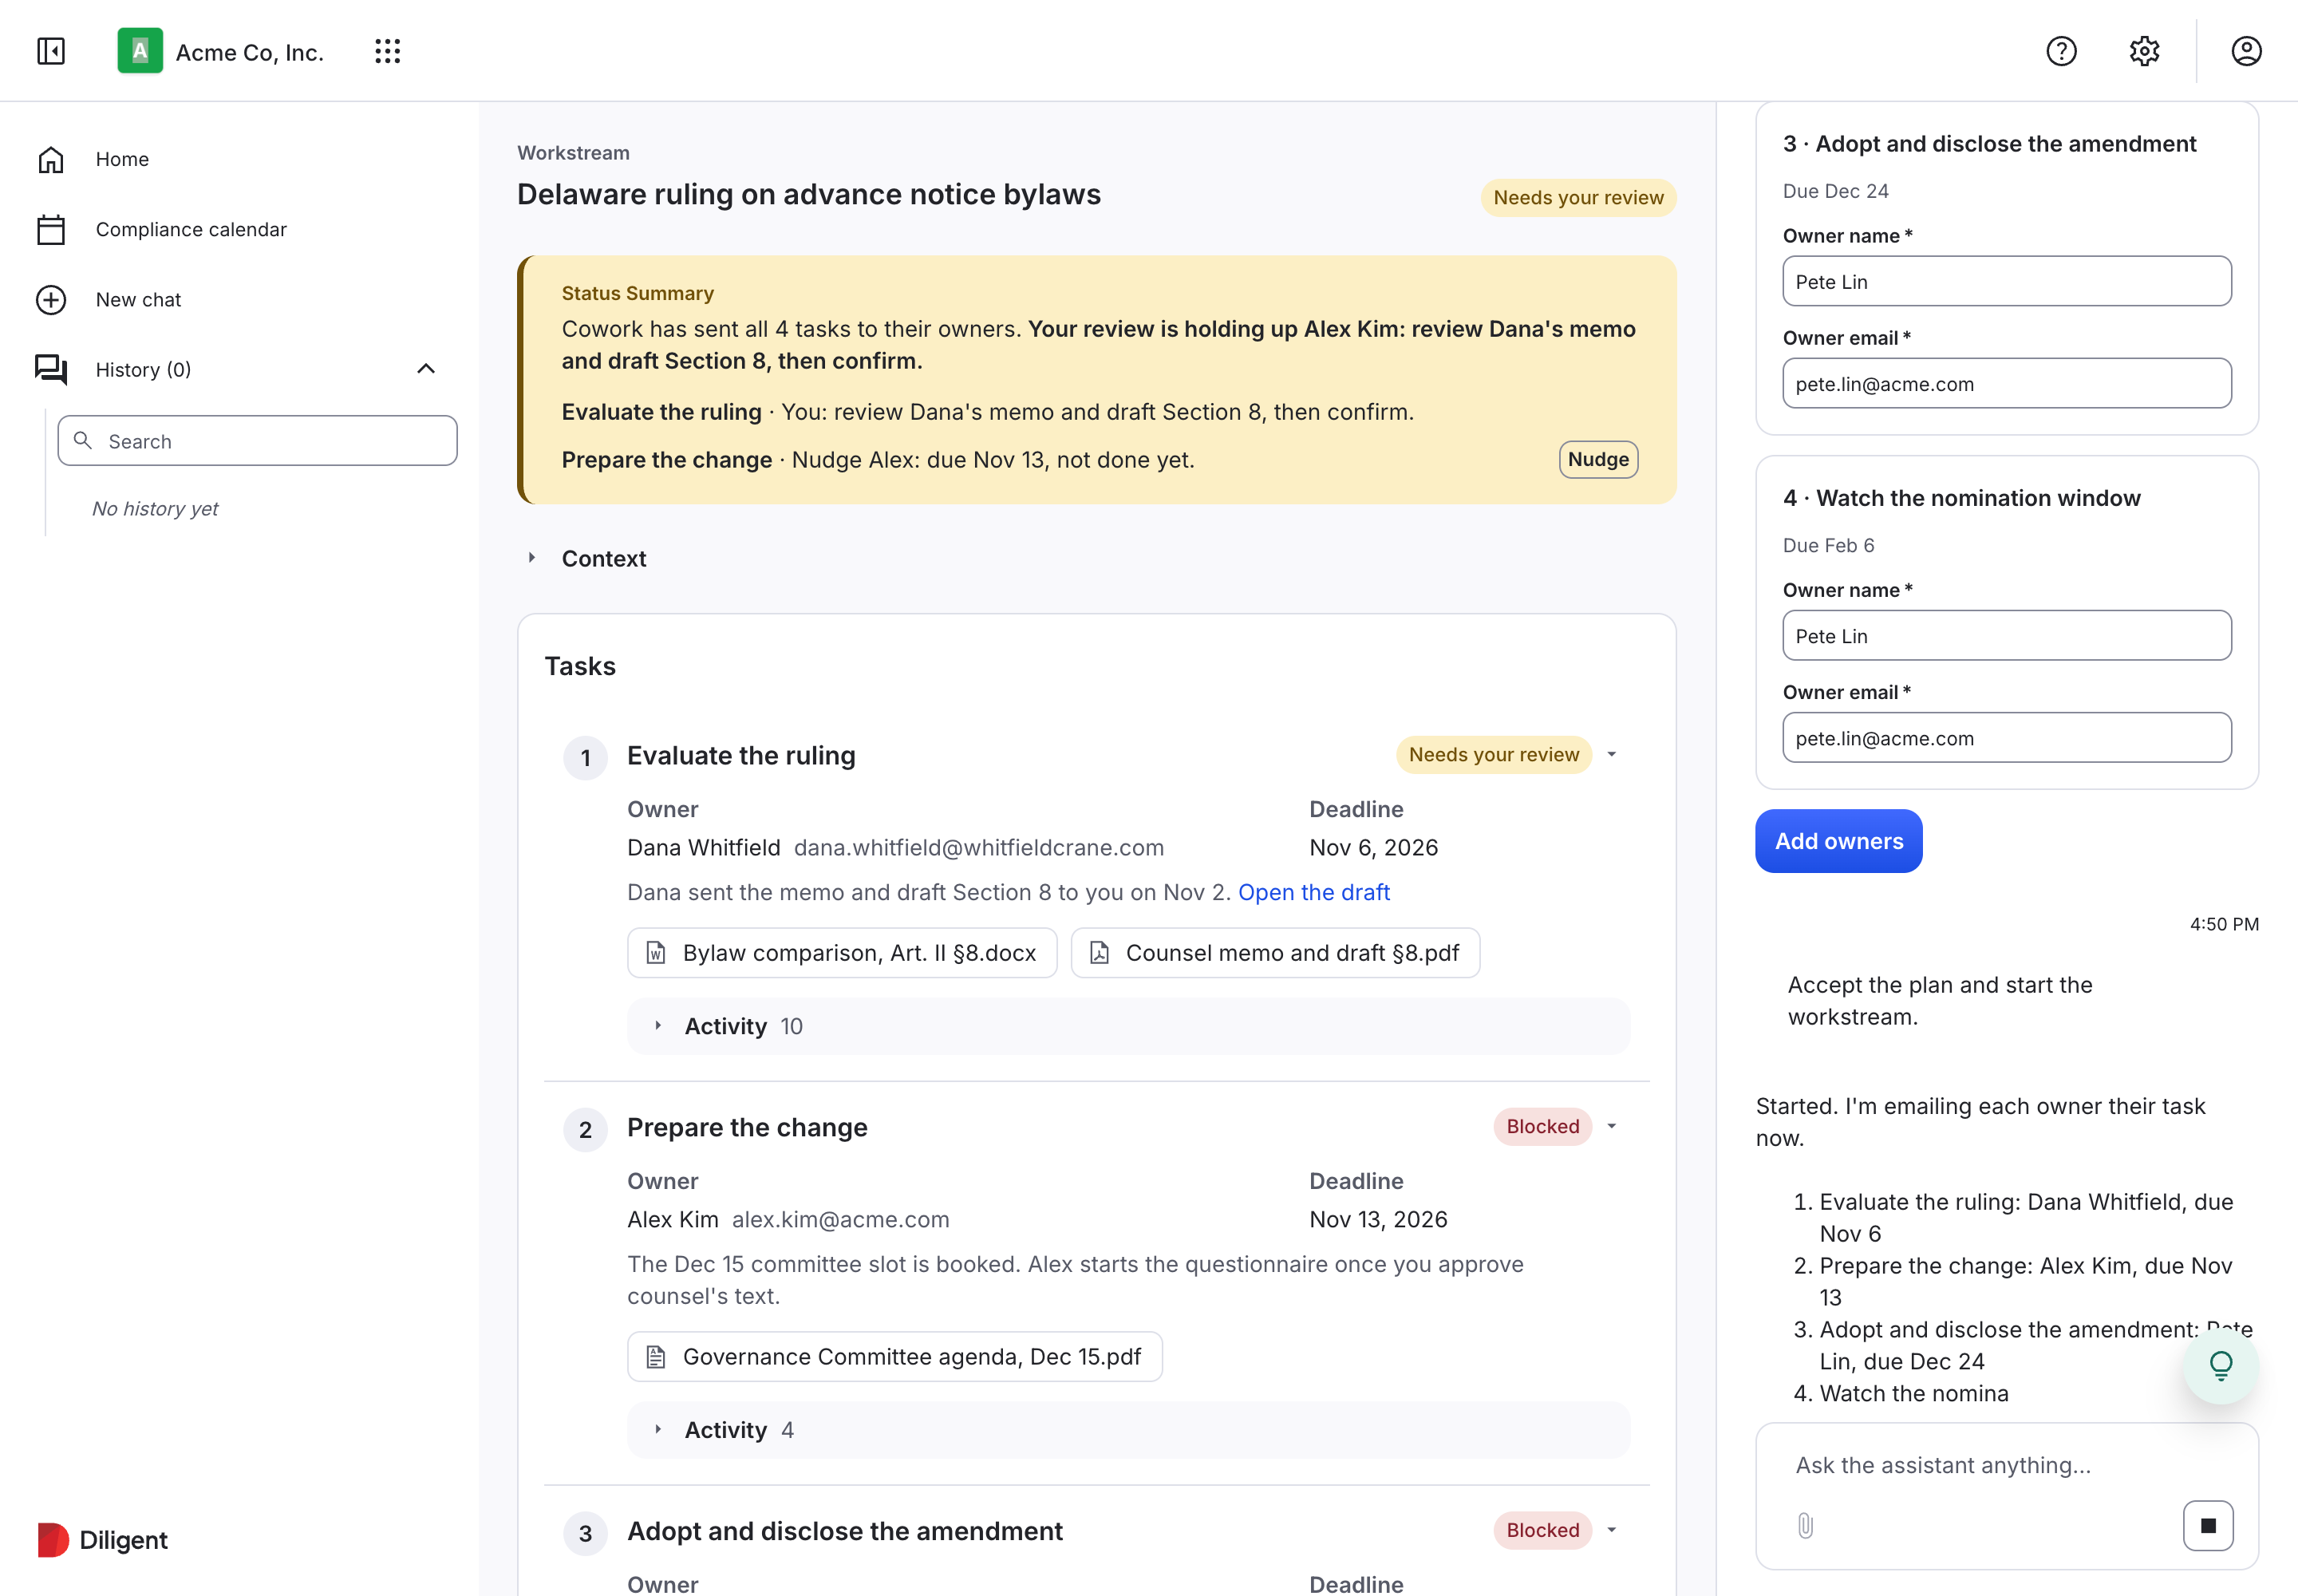 A
Acme Co, Inc.
Home
Compliance calendar
New chat
History (0)
Search
No history yet
Diligent
Workstream
Delaware ruling on advance notice bylaws
Needs your review
Status Summary
Cowork has sent all 4 tasks to their owners. Your review is holding up Alex Kim: review Dana's memo
and draft Section 8, then confirm.
Evaluate the ruling · You: review Dana's memo and draft Section 8, then confirm.
Prepare the change · Nudge Alex: due Nov 13, not done yet.
Nudge
Context
Tasks
1
Evaluate the ruling
Needs your review
Owner
Deadline
Dana Whitfield dana.whitfield@whitfieldcrane.com
Nov 6, 2026
Dana sent the memo and draft Section 8 to you on Nov 2. Open the draft
Bylaw comparison, Art. II §8.docx
Counsel memo and draft §8.pdf
Activity 10
2
Prepare the change
Blocked
Owner
Deadline
Alex Kim alex.kim@acme.com
Nov 13, 2026
The Dec 15 committee slot is booked. Alex starts the questionnaire once you approve
counsel's text.
Governance Committee agenda, Dec 15.pdf
Activity 4
3
Adopt and disclose the amendment
Blocked
Owner
Deadline
3 · Adopt and disclose the amendment
Due Dec 24
Owner name *
Pete Lin
Owner email *
pete.lin@acme.com
4 · Watch the nomination window
Due Feb 6
Owner name *
Pete Lin
Owner email *
pete.lin@acme.com
Add owners
4:50 PM
Accept the plan and start the
workstream.
Started. I'm emailing each owner their task
now.
1. Evaluate the ruling: Dana Whitfield, due
Nov 6
2. Prepare the change: Alex Kim, due Nov
13
3. Adopt and disclose the amendment: Pete
Lin, due Dec 24
4. Watch the nomina
Ask the assistant anything...